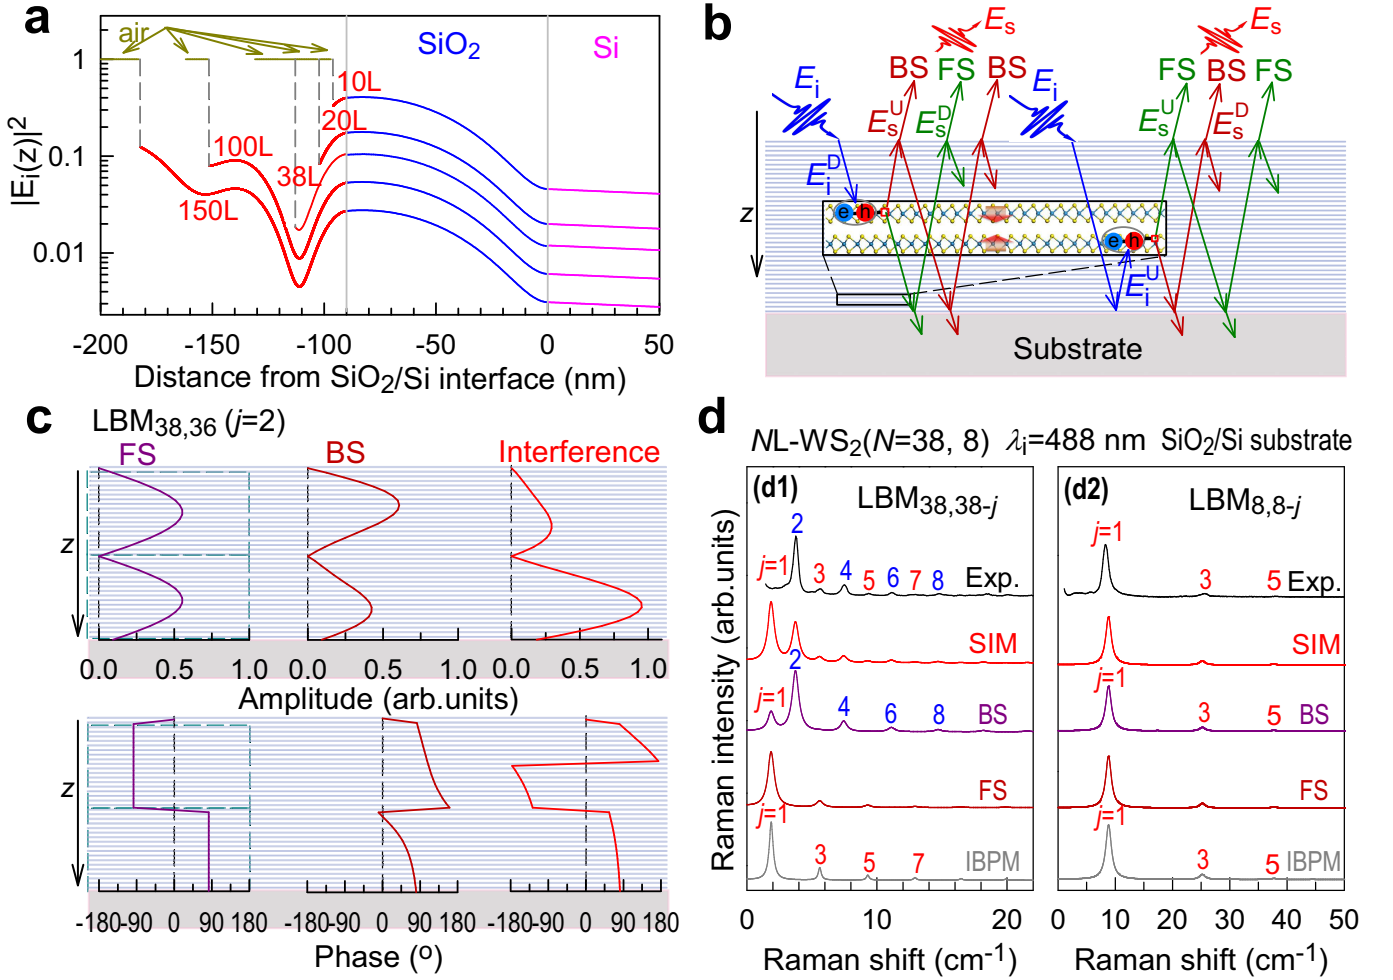 a
air
SiO2
Si
10L
20L
100L
38L
150L
1
0.1
0.01
|Ei(z)|2
-200 -150 -100 -50 0 50
Distance from SiO2/Si interface (nm)
b
Es Es
BS FS BS FS BS FS
Ei Ei
EsU EsD EsU EsD
EiD
z
e h
e h
EiU
Substrate
c
LBM38,36 (j=2)
FS BS Interference
z
0.0 0.5 1.0 0.0 0.5 1.0 0.0 0.5 1.0
Amplitude (arb.units)
z
-180 -90 0 90 180 -180 -90 0 90 180 -180 -90 0 90 180
Phase (o)
d
NL-WS2(N=38, 8) λi=488 nm SiO2/Si substrate
(d1) LBM38,38-j
2
j=1 3 4 5 6 7 8 Exp.
SIM
2
j=1 4 6 8 BS
FS
j=1
3 5 7 IBPM
0 10 20
Raman shift (cm-1)
Raman intensity (arb.units)
(d2) LBM8,8-j
j=1
3 5 Exp.
SIM
j=1
3 5 BS
FS
j=1
3 5 IBPM
0 10 20 30 40 50
Raman shift (cm-1)